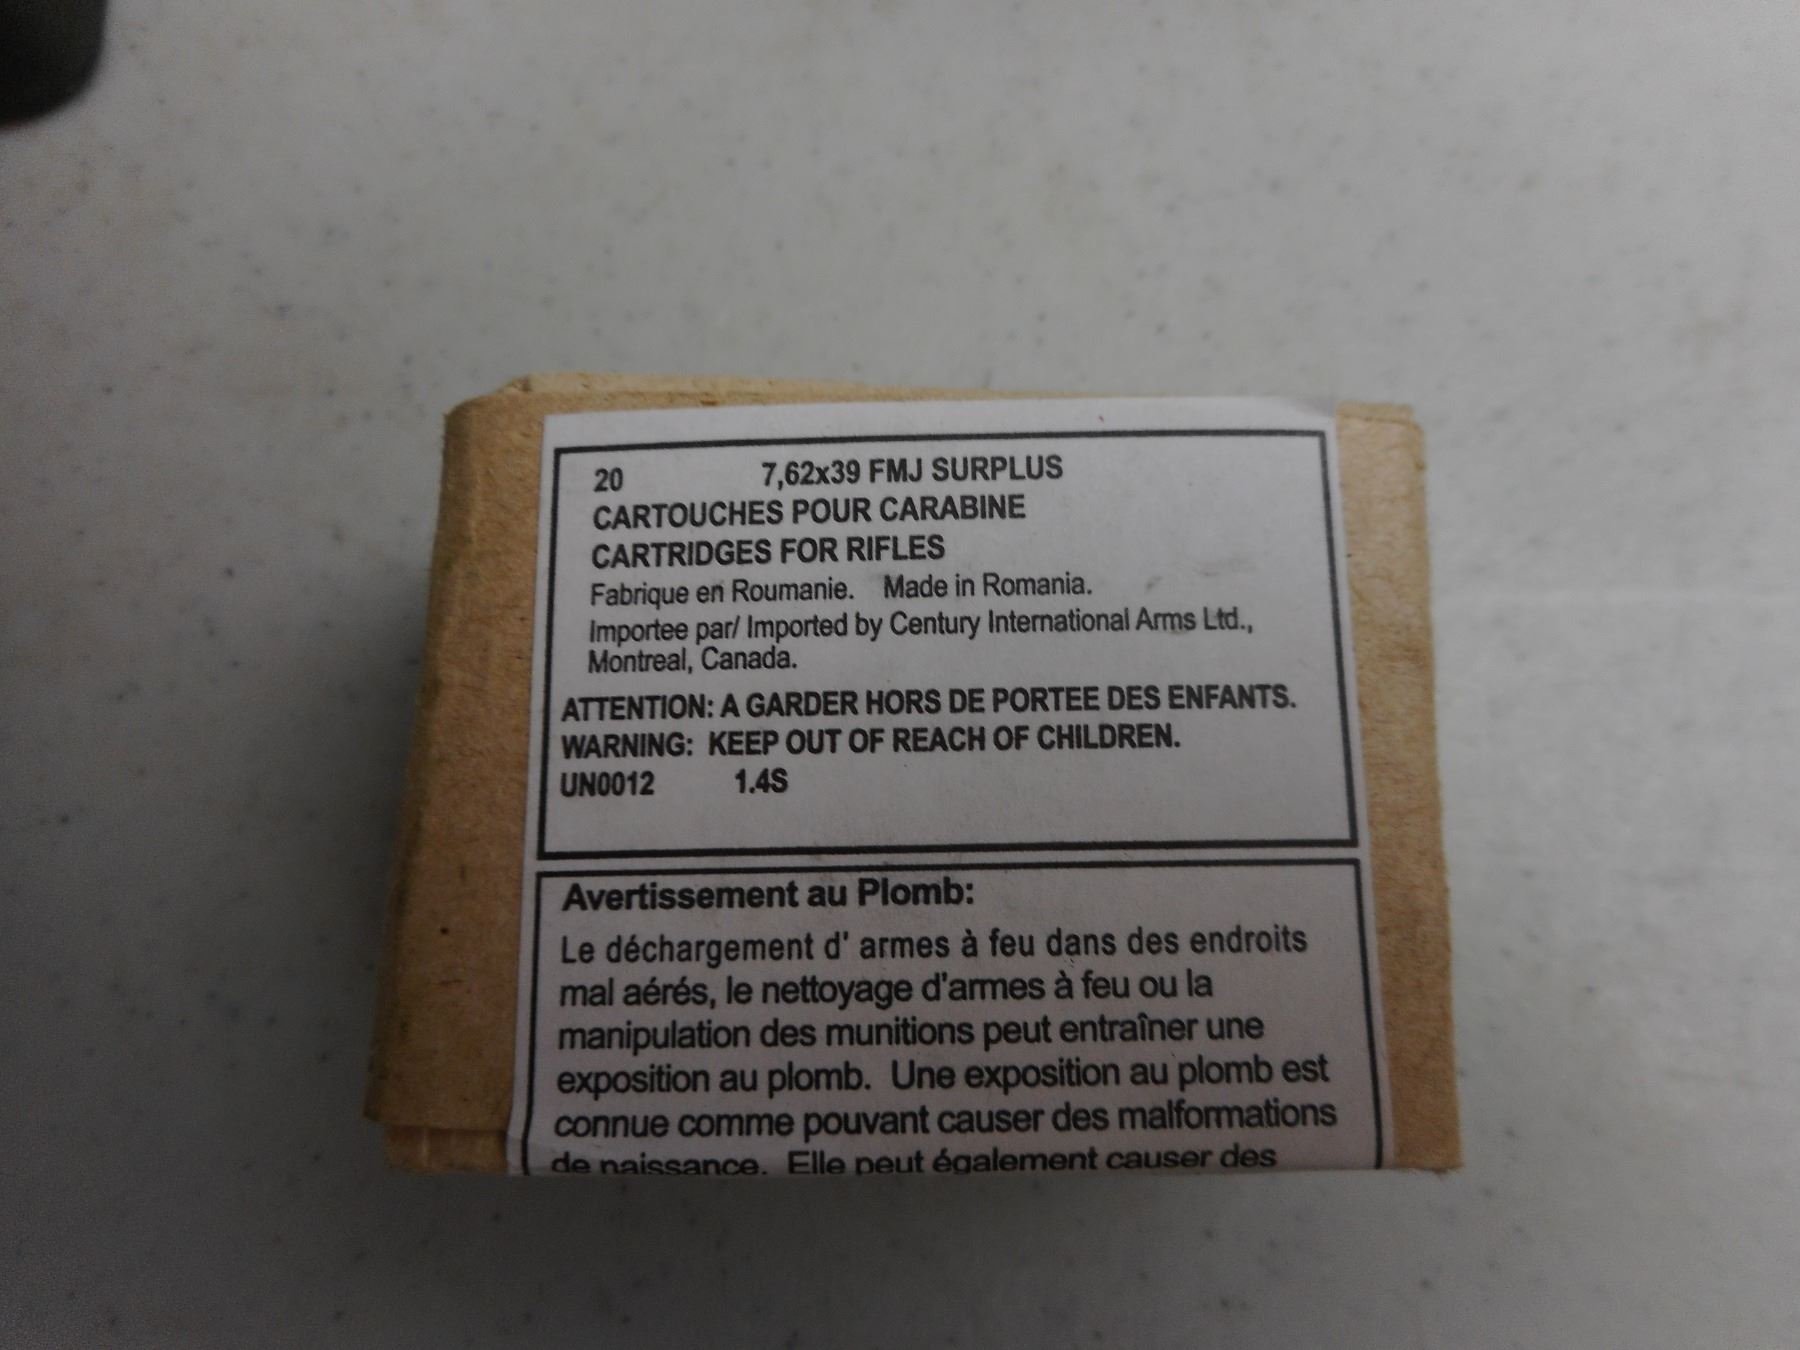 20 7,62x39 FMJ SURPLUS
CARTOUCHES POUR CARABINE
CARTRIDGES FOR RIFLES
Fabrique en Roumanie. Made in Romania.
Importee par/ Imported by Century International Arms Ltd.,
Montreal, Canada.
ATTENTION: A GARDER HORS DE PORTEE DES ENFANTS.
WARNING: KEEP OUT OF REACH OF CHILDREN.
UN0012 1.4S
Avertissement au Plomb:
Le déchargement d' armes à feu dans des endroits
mal aérés, le nettoyage d'armes à feu ou la
manipulation des munitions peut entraîner une
exposition au plomb. Une exposition au plomb est
connue comme pouvant causer des malformations
de naissance. Elle peut également causer des